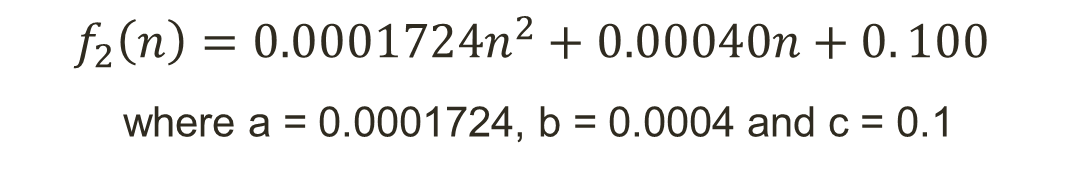 f₂(n) = 0.0001724n² + 0.00040n + 0.100
where a = 0.0001724, b = 0.0004 and c = 0.1